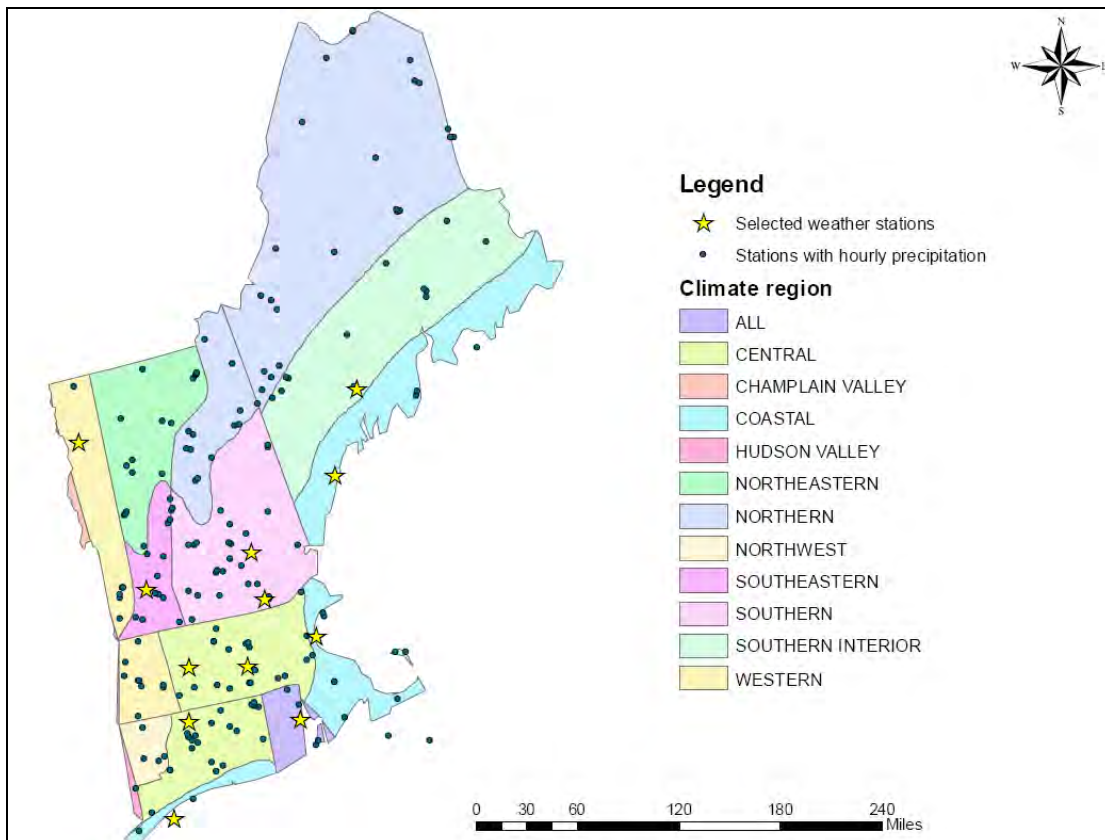 N
W
E
S
Legend
Selected weather stations
Stations with hourly precipitation
Climate region
ALL
CENTRAL
CHAMPLAIN VALLEY
COASTAL
HUDSON VALLEY
NORTHEASTERN
NORTHERN
NORTHWEST
SOUTHEASTERN
SOUTHERN
SOUTHERN INTERIOR
WESTERN
0 30 60 120 180 240
Miles